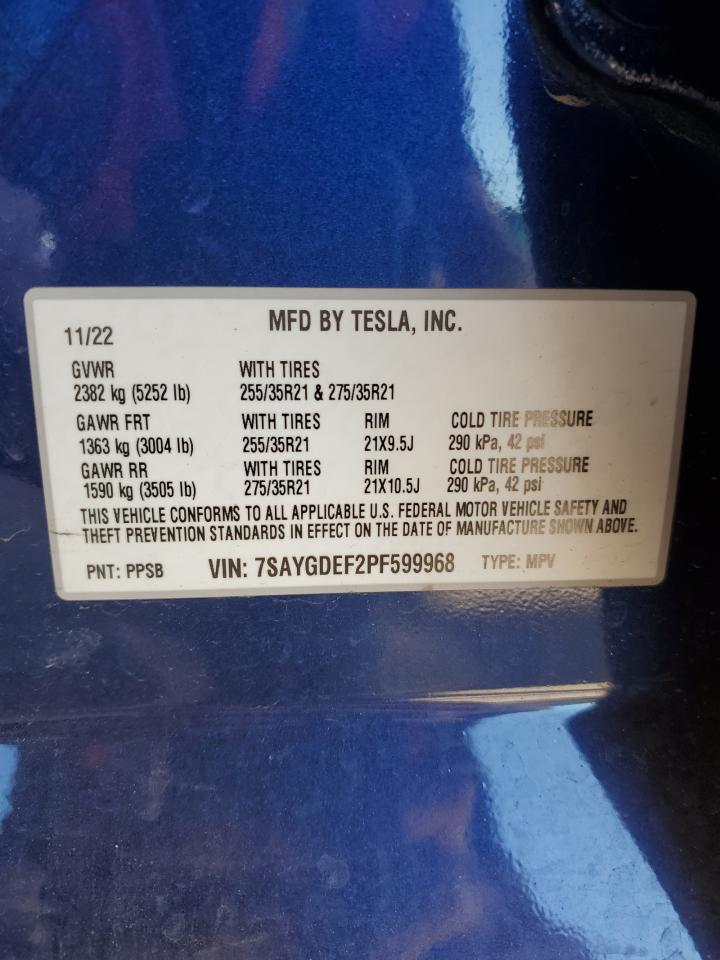 MFD BY TESLA, INC.
11/22
GVWR WITH TIRES
2382 kg (5252 lb) 255/35R21 & 275/35R21
GAWR FRT WITH TIRES RIM COLD TIRE PRESSURE
1363 kg (3004 lb) 255/35R21 21X9.5J 290 kPa, 42 psi
GAWR RR WITH TIRES RIM COLD TIRE PRESSURE
1590 kg (3505 lb) 275/35R21 21X10.5J 290 kPa, 42 psi
THIS VEHICLE CONFORMS TO ALL APPLICABLE U.S. FEDERAL MOTOR VEHICLE SAFETY AND
THEFT PREVENTION STANDARDS IN EFFECT ON THE DATE OF MANUFACTURE SHOWN ABOVE.
PNT: PPSB VIN: 7SAYGDEF2PF599968 TYPE: MPV